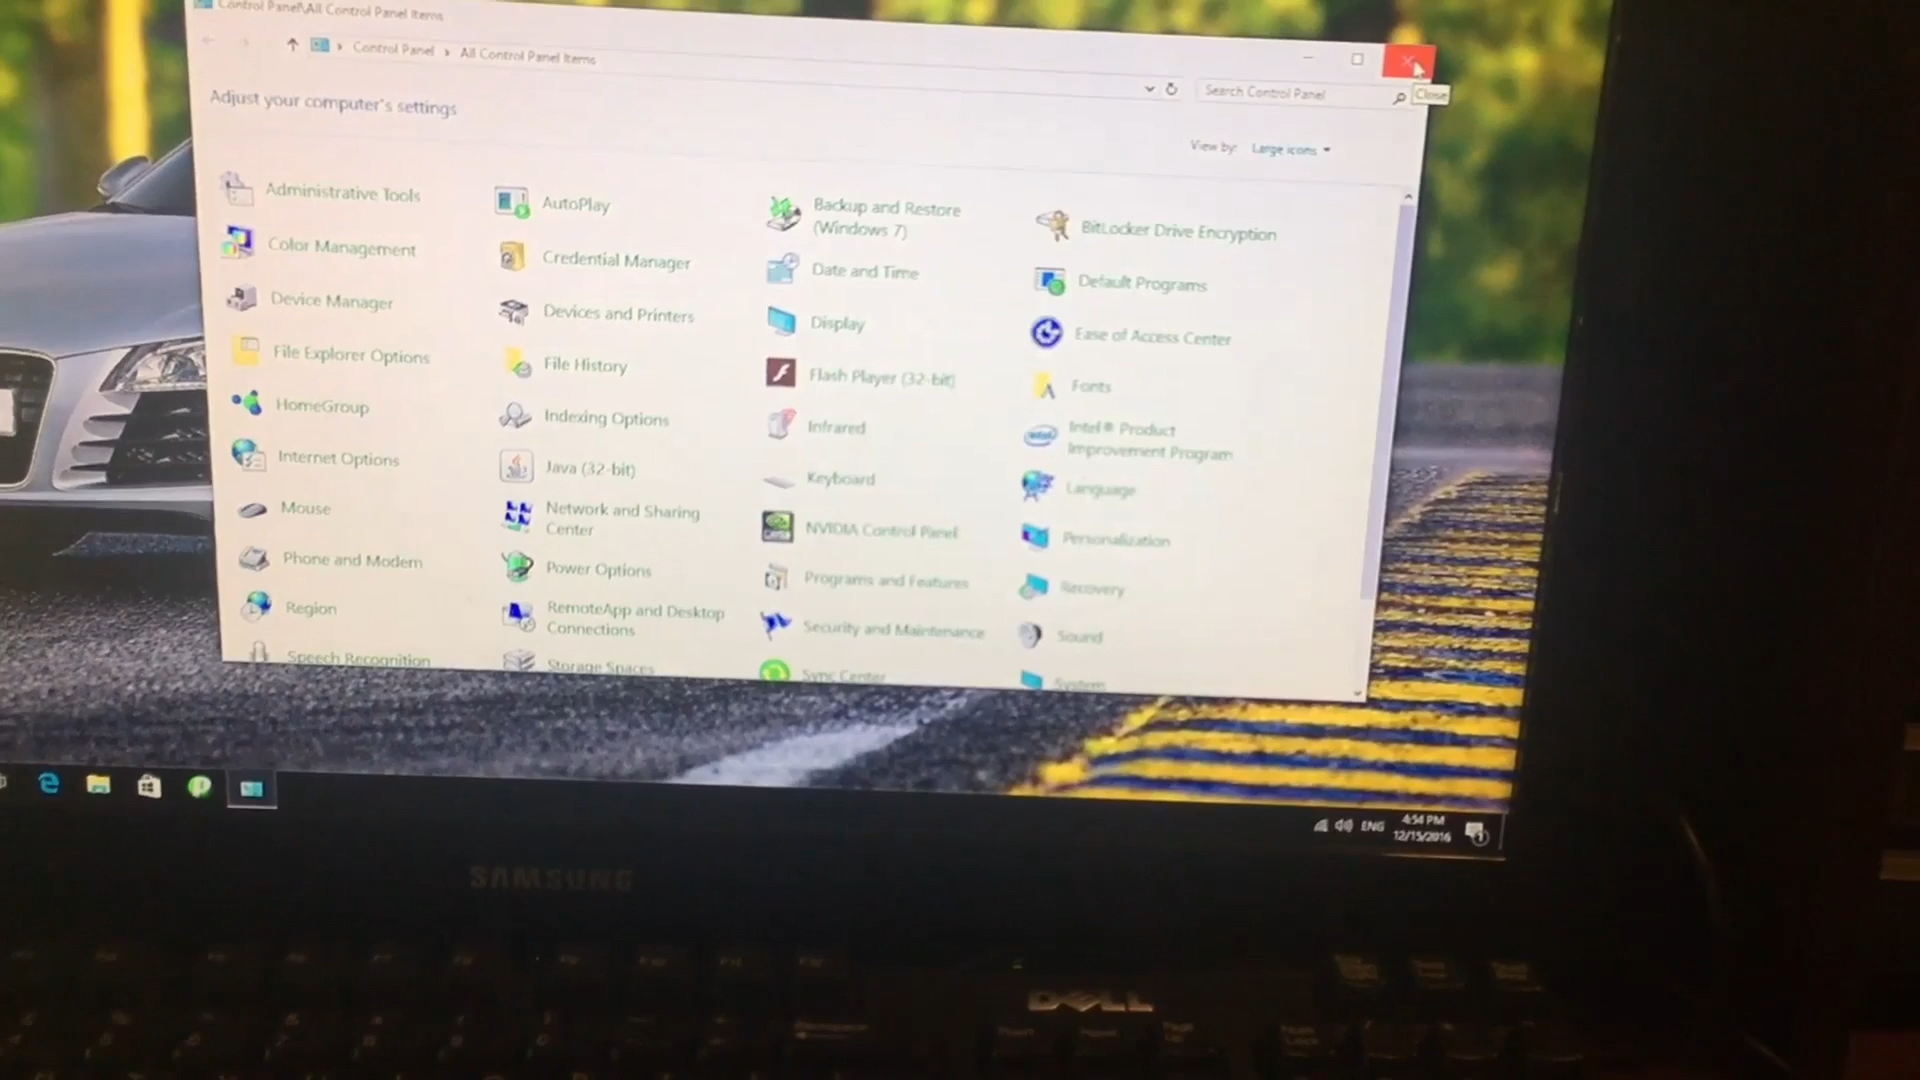 Control Panel\All Control Panel Items
Control Panel > All Control Panel Items
Search Control Panel
Close
Adjust your computer's settings
View by: Large icons
Administrative Tools
AutoPlay
Backup and Restore
(Windows 7)
BitLocker Drive Encryption
Color Management
Credential Manager
Date and Time
Default Programs
Device Manager
Devices and Printers
Display
Ease of Access Center
File Explorer Options
File History
Flash Player (32-bit)
Fonts
HomeGroup
Indexing Options
Infrared
Intel® Product
Improvement Program
Internet Options
Java (32-bit)
Keyboard
Language
Mouse
Network and Sharing
Center
NVIDIA Control Panel
Personalization
Phone and Modem
Power Options
Programs and Features
Recovery
Region
RemoteApp and Desktop
Connections
Security and Maintenance
Sound
Speech Recognition
Storage Spaces
Sync Center
System
ENG
4:54 PM
12/15/2016
SAMSUNG
DELL